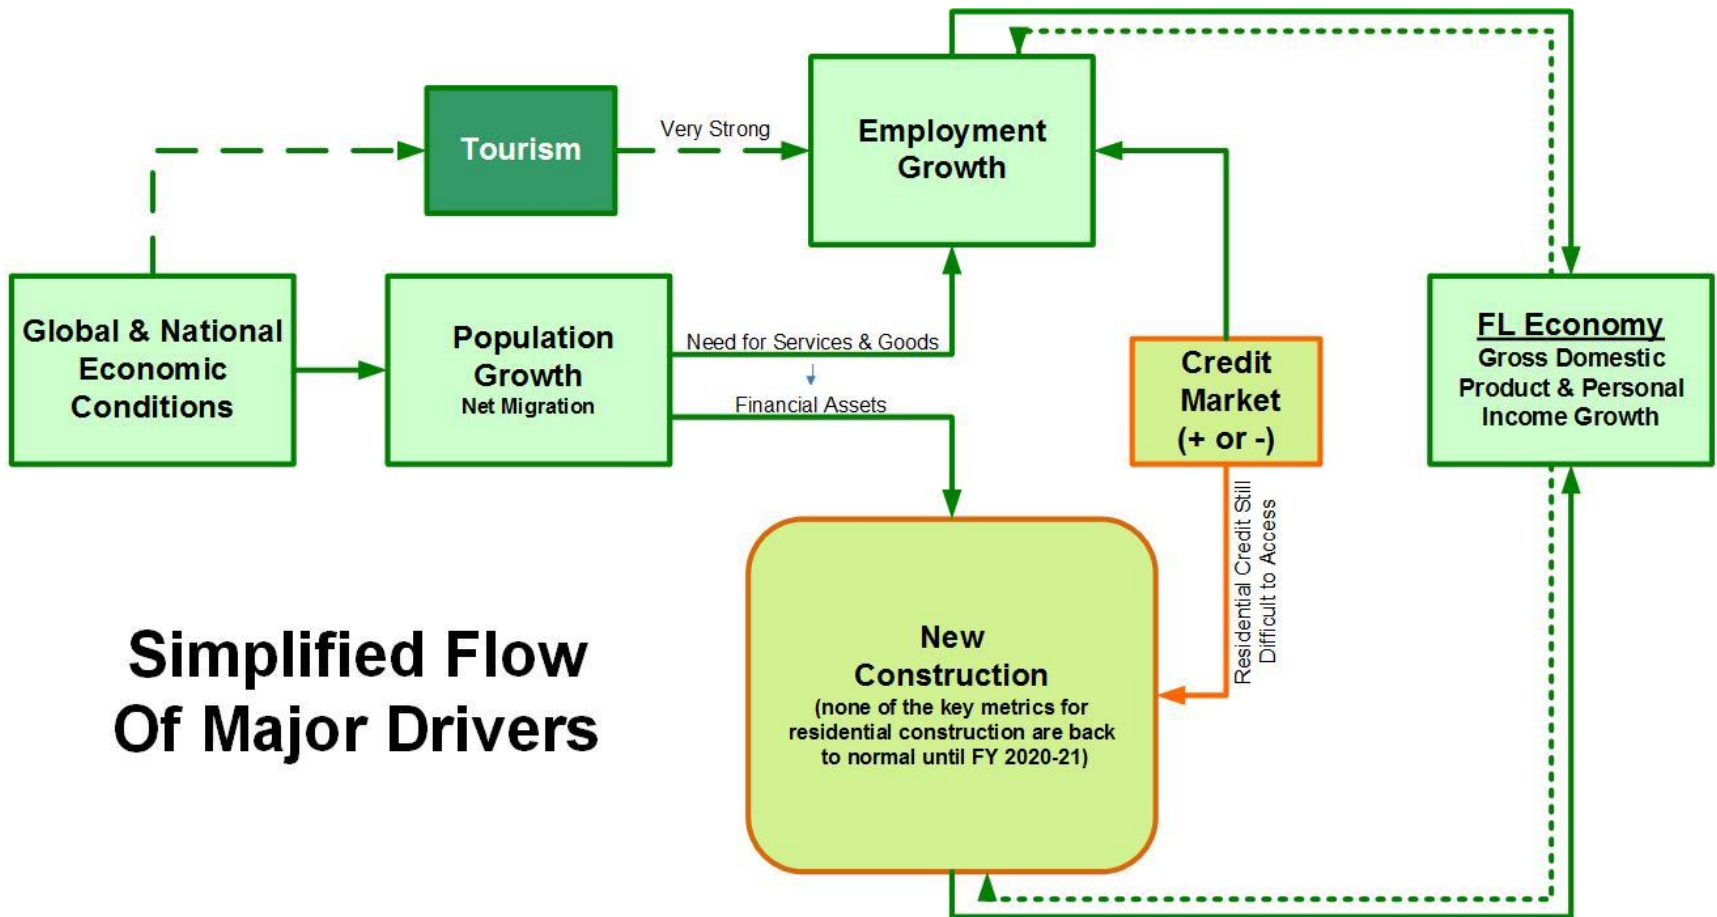 Tourism
Very Strong
Employment
Growth
Global & National
Economic
Conditions
Population
Growth
Net Migration
Need for Services & Goods
Financial Assets
Credit
Market
(+ or -)
FL Economy
Gross Domestic
Product & Personal
Income Growth
Residential Credit Still
Difficult to Access
New
Construction
(none of the key metrics for
residential construction are back
to normal until FY 2020-21)
Simplified Flow
Of Major Drivers